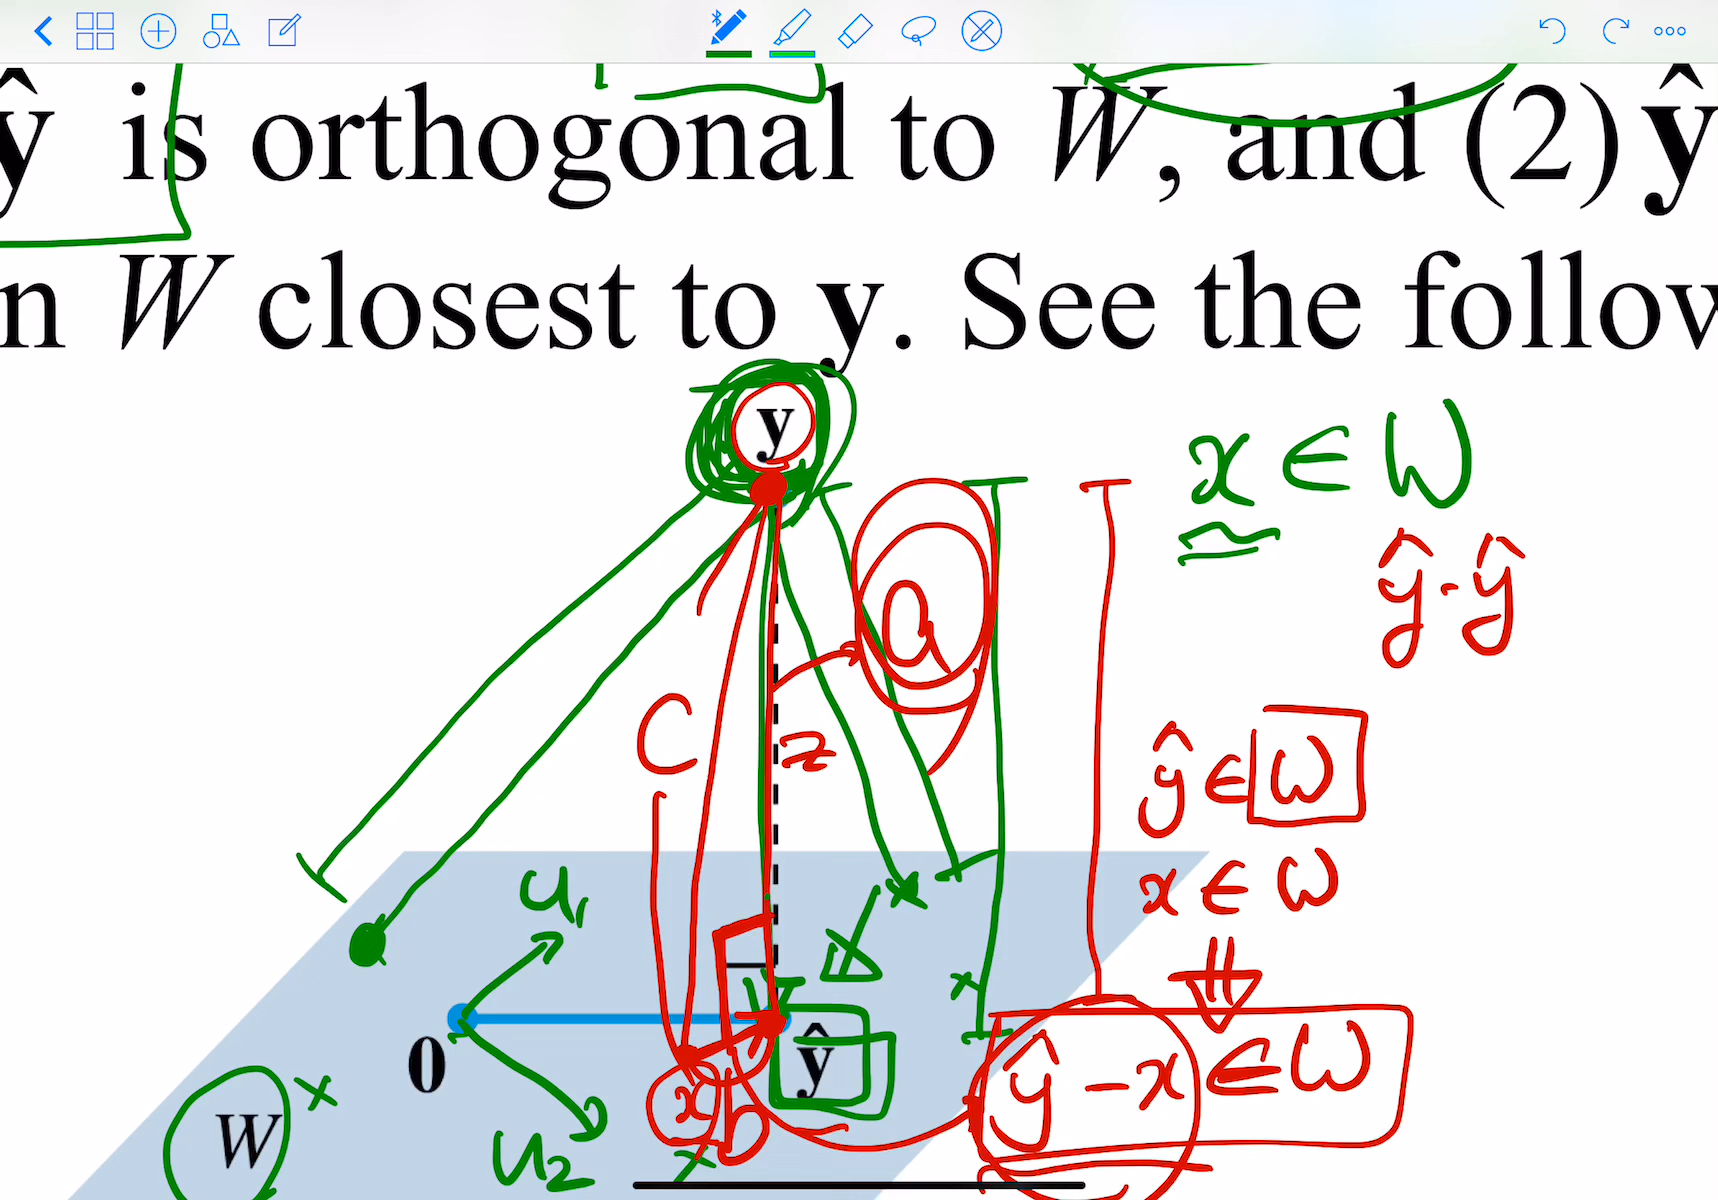 ŷ is orthogonal to W, and (2) ŷ
n W closest to y. See the follow
y
x ∈ W
ŷ · ŷ
a
C
z
ŷ ∈ W
x ∈ W
u₁
0
ŷ
ŷ - x ∈ W
x
b
W
u₂